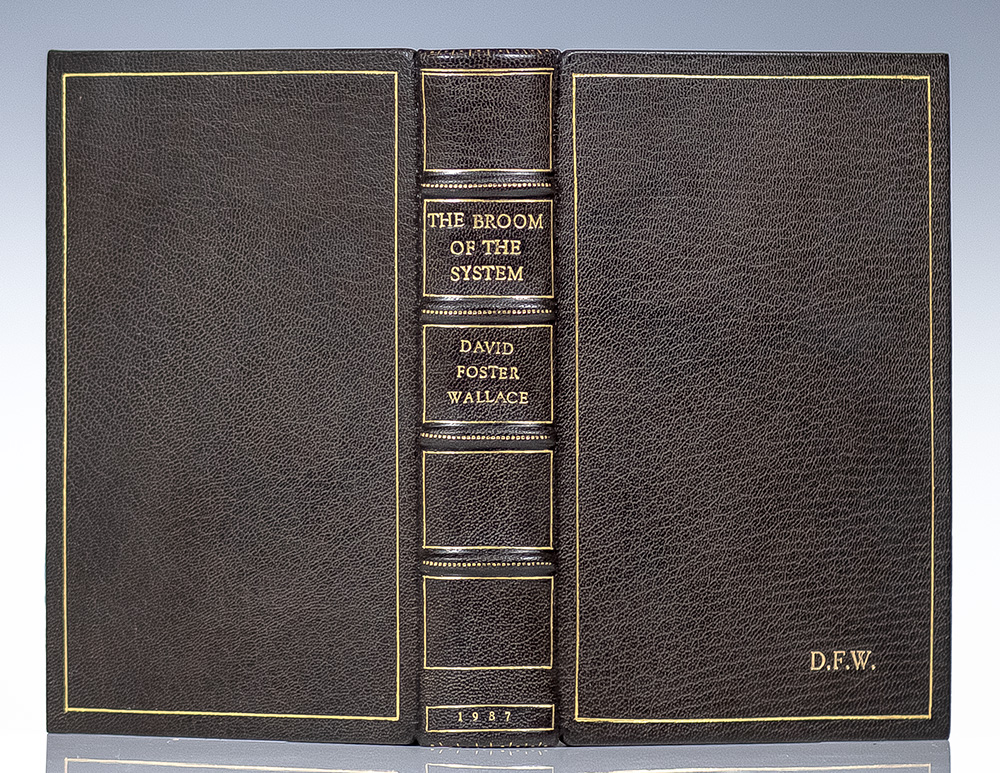 THE BROOM
OF THE
SYSTEM
DAVID
FOSTER
WALLACE
1987
D.F.W.